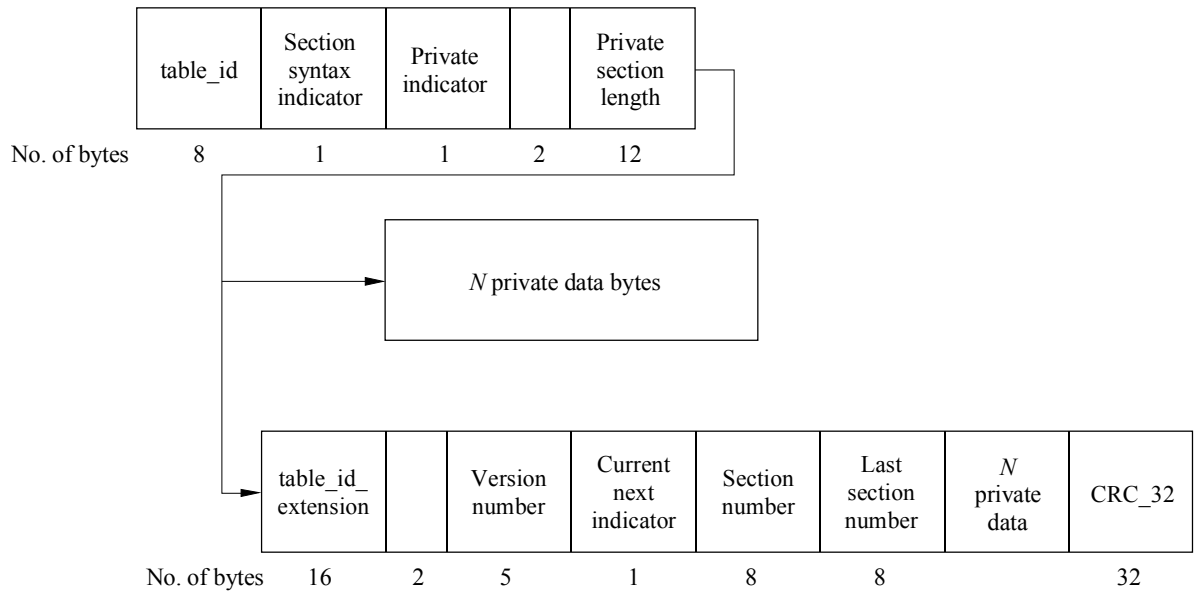 table_id
Section
syntax
indicator
Private
indicator
Private
section
length
No. of bytes 8 1 1 2 12
N private data bytes
table_id_
extension
Version
number
Current
next
indicator
Section
number
Last
section
number
N
private
data
CRC_32
No. of bytes 16 2 5 1 8 8 32